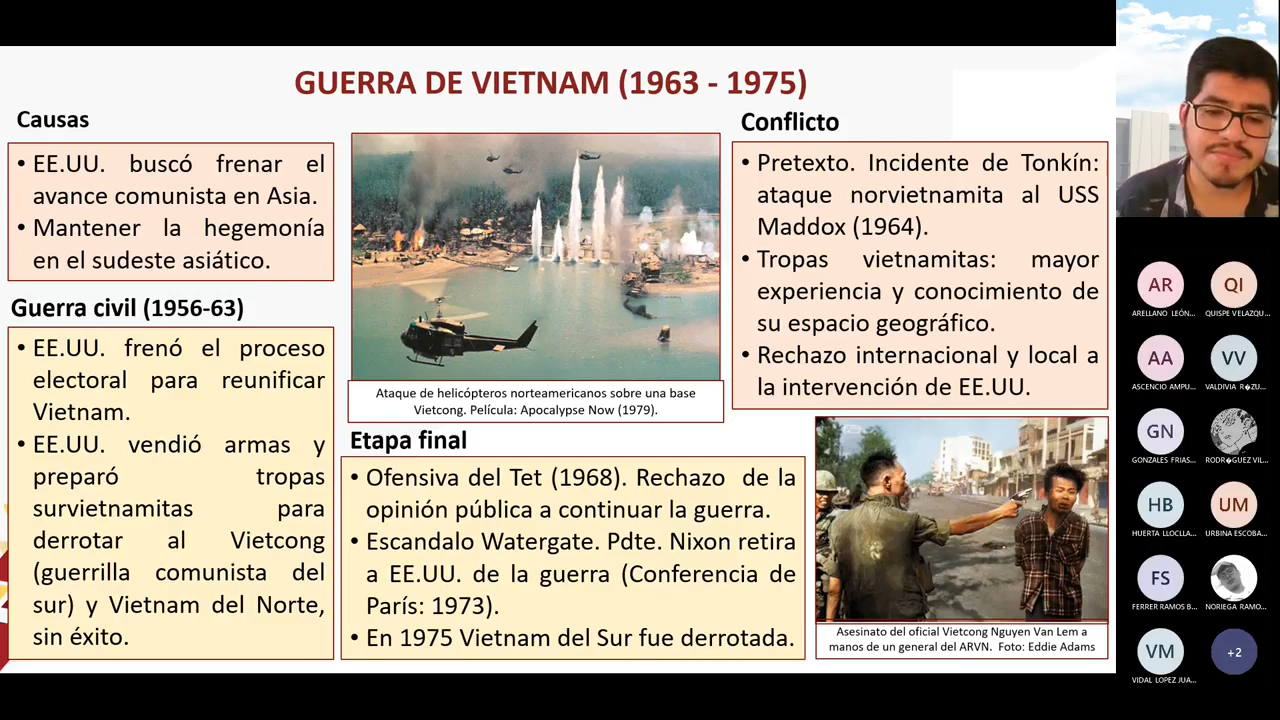 GUERRA DE VIETNAM (1963 - 1975)
Causas
• EE.UU. buscó frenar el
avance comunista en Asia.
• Mantener la hegemonía
en el sudeste asiático.
Guerra civil (1956-63)
• EE.UU. frenó el proceso
electoral para reunificar
Vietnam.
• EE.UU. vendió armas y
preparó tropas
survietnamitas para
derrotar al Vietcong
(guerrilla comunista del
sur) y Vietnam del Norte,
sin éxito.
Ataque de helicópteros norteamericanos sobre una base
Vietcong. Película: Apocalypse Now (1979).
Etapa final
• Ofensiva del Tet (1968). Rechazo de la
opinión pública a continuar la guerra.
• Escandalo Watergate. Pdte. Nixon retira
a EE.UU. de la guerra (Conferencia de
París: 1973).
• En 1975 Vietnam del Sur fue derrotada.
Conflicto
• Pretexto. Incidente de Tonkín:
ataque norvietnamita al USS
Maddox (1964).
• Tropas vietnamitas: mayor
experiencia y conocimiento de
su espacio geográfico.
• Rechazo internacional y local a
la intervención de EE.UU.
Asesinato del oficial Vietcong Nguyen Van Lem a
manos de un general del ARVN. Foto: Eddie Adams
AR
ARELLANO LEÓN...
QI
QUISPE VELAZQU...
AA
ASCENCIO AMPU...
VV
VALDIVIA R�ZU...
GN
GONZALES FRIAS...
RODR�GUEZ VIL...
HB
HUERTA LLOCLLA...
UM
URBINA ESCOBA...
FS
FERRER RAMOS B...
NORIEGA RAMO...
VM
VIDAL LOPEZ JUA...
+2